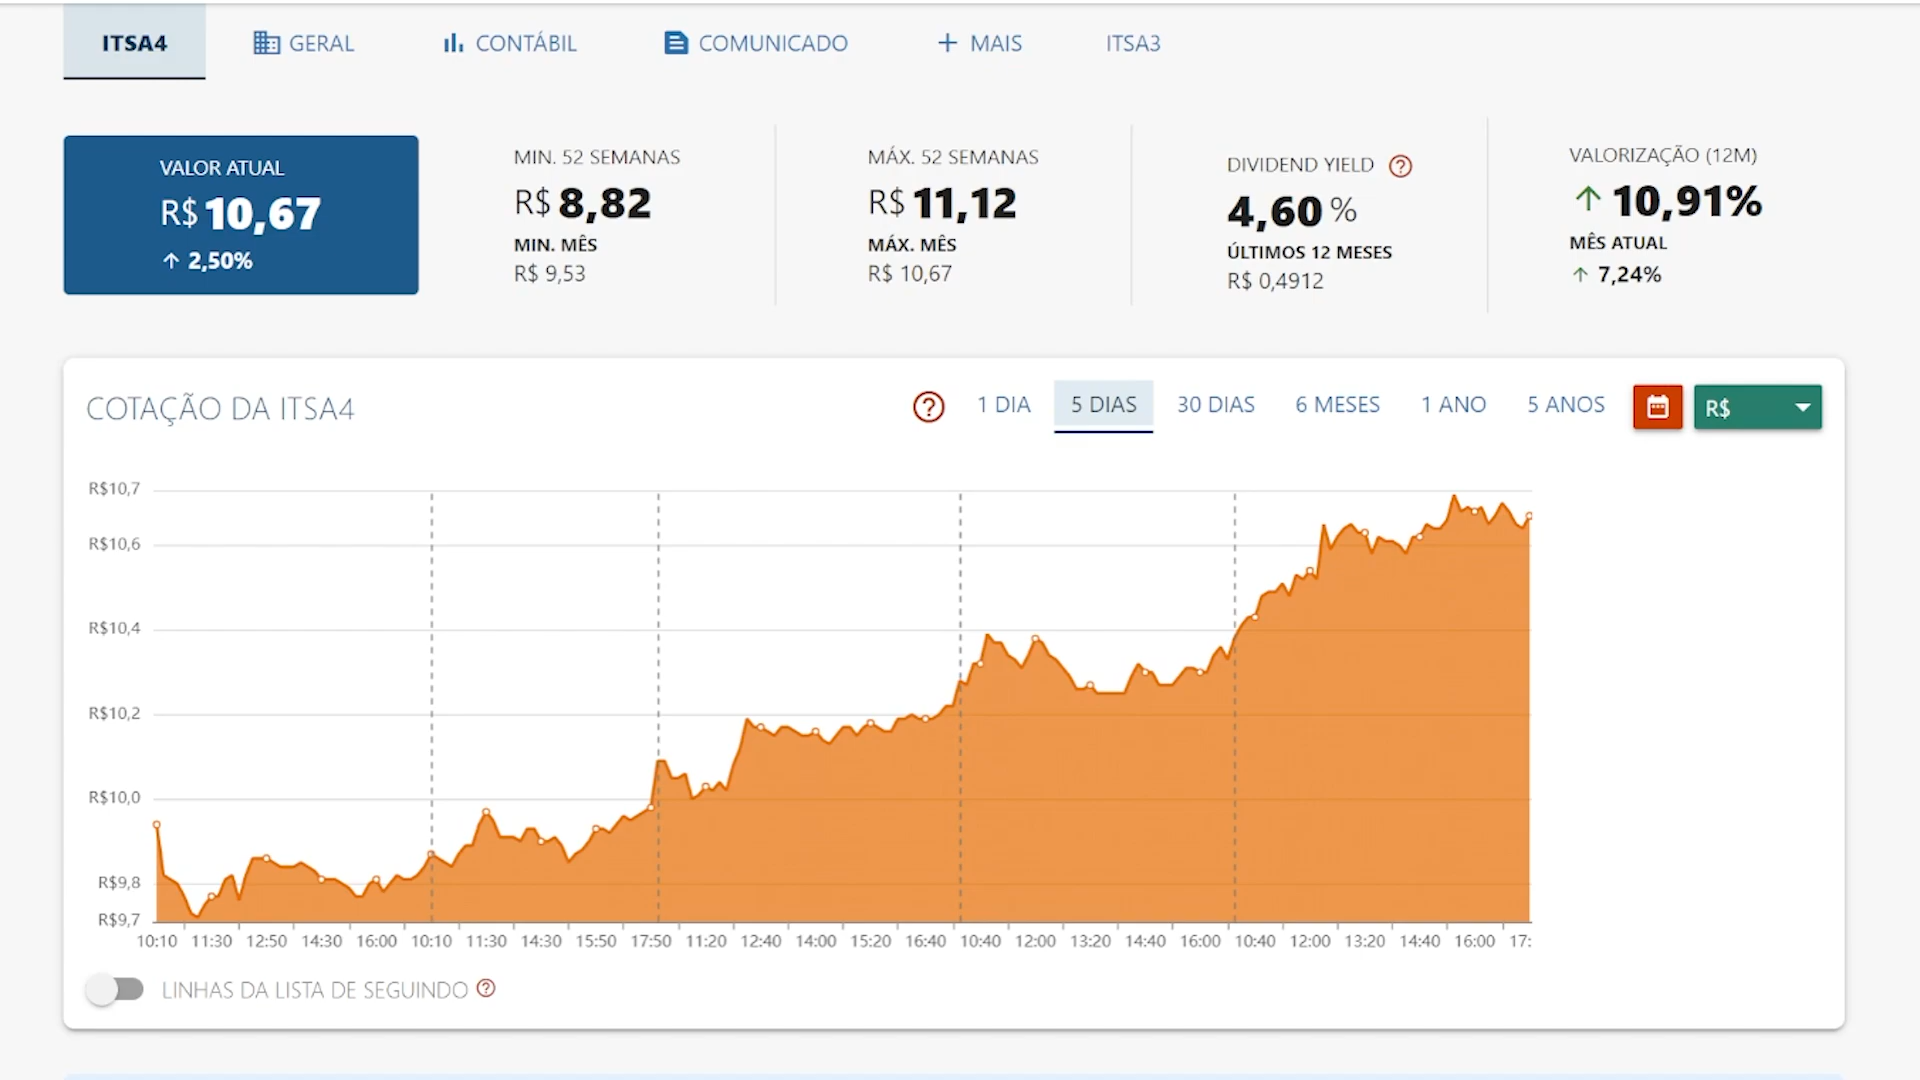 ITSA4
GERAL
CONTÁBIL
COMUNICADO
+ MAIS
ITSA3
VALOR ATUAL
R$ 10,67
↑ 2,50%
MIN. 52 SEMANAS
R$ 8,82
MIN. MÊS
R$ 9,53
MÁX. 52 SEMANAS
R$ 11,12
MÁX. MÊS
R$ 10,67
DIVIDEND YIELD ?
4,60 %
ÚLTIMOS 12 MESES
R$ 0,4912
VALORIZAÇÃO (12M)
↑ 10,91%
MÊS ATUAL
↑ 7,24%
COTAÇÃO DA ITSA4
? 1 DIA 5 DIAS 30 DIAS 6 MESES 1 ANO 5 ANOS R$
R$10,7
R$10,6
R$10,4
R$10,2
R$10,0
R$9,8
R$9,7
10:10 11:30 12:50 14:30 16:00 10:10 11:30 14:30 15:50 17:50 11:20 12:40 14:00 15:20 16:40 10:40 12:00 13:20 14:40 16:00 10:40 12:00 13:20 14:40 16:00 17:
LINHAS DA LISTA DE SEGUINDO ?